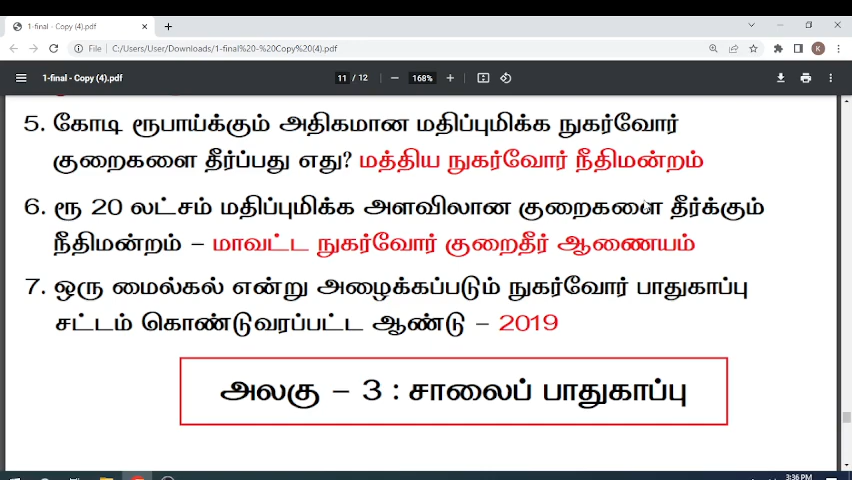 1-final - Copy (4).pdf
File C:/Users/User/Downloads/1-final%20-%20Copy%20(4).pdf
K
1-final - Copy (4).pdf 11 / 12 168%
5. கோடி ரூபாய்க்கும் அதிகமான மதிப்புமிக்க நுகர்வோர்
குறைகளை தீர்ப்பது எது? மத்திய நுகர்வோர் நீதிமன்றம்
6. ரூ 20 லட்சம் மதிப்புமிக்க அளவிலான குறைகளை தீர்க்கும்
நீதிமன்றம் – மாவட்ட நுகர்வோர் குறைதீர் ஆணையம்
7. ஒரு மைல்கல் என்று அழைக்கப்படும் நுகர்வோர் பாதுகாப்பு
சட்டம் கொண்டுவரப்பட்ட ஆண்டு – 2019
அலகு – 3 : சாலைப் பாதுகாப்பு
3:36 PM